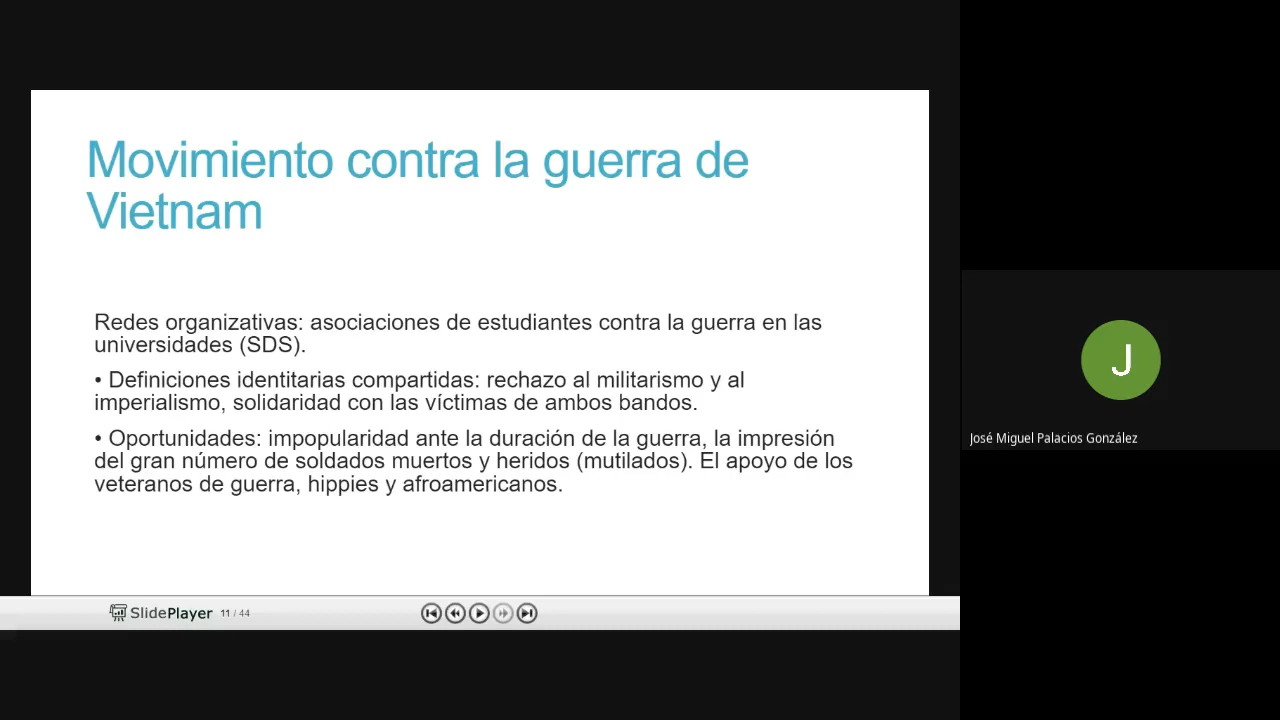 Movimiento contra la guerra de
Vietnam
Redes organizativas: asociaciones de estudiantes contra la guerra en las
universidades (SDS).
• Definiciones identitarias compartidas: rechazo al militarismo y al
imperialismo, solidaridad con las víctimas de ambos bandos.
• Oportunidades: impopularidad ante la duración de la guerra, la impresión
del gran número de soldados muertos y heridos (mutilados). El apoyo de los
veteranos de guerra, hippies y afroamericanos.
SlidePlayer 11 / 44
J
José Miguel Palacios González